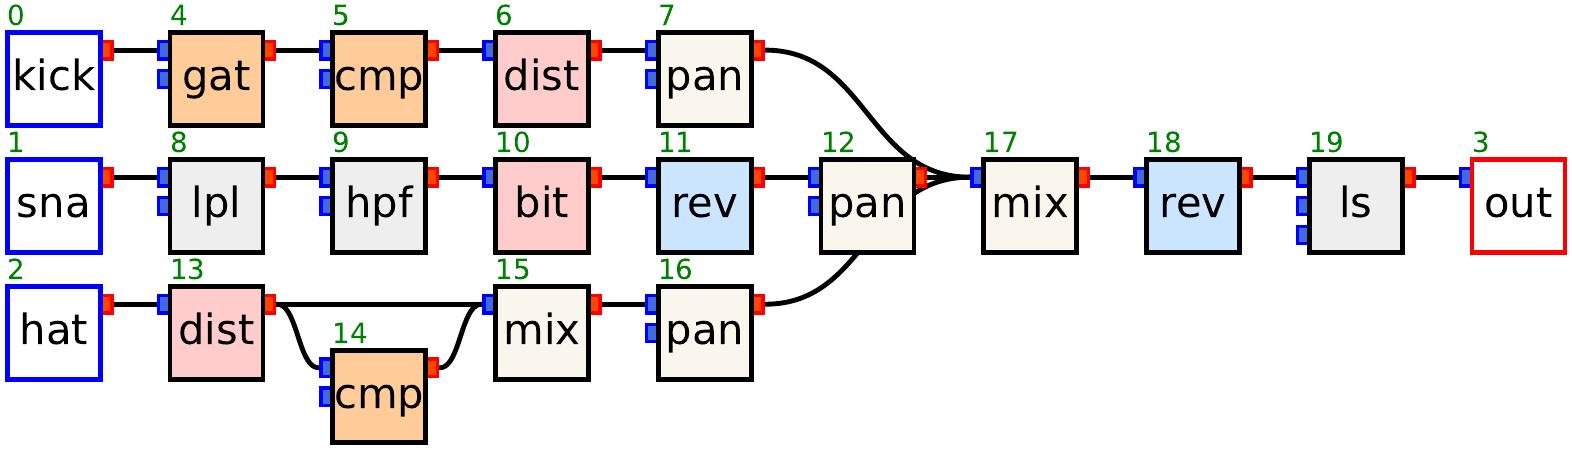 0 4 5 6 7
kick gat cmp dist pan
1 8 9 10 11 12 17 18 19 3
sna lpl hpf bit rev pan mix rev ls out
2 13 15 16
hat dist mix pan
14
cmp